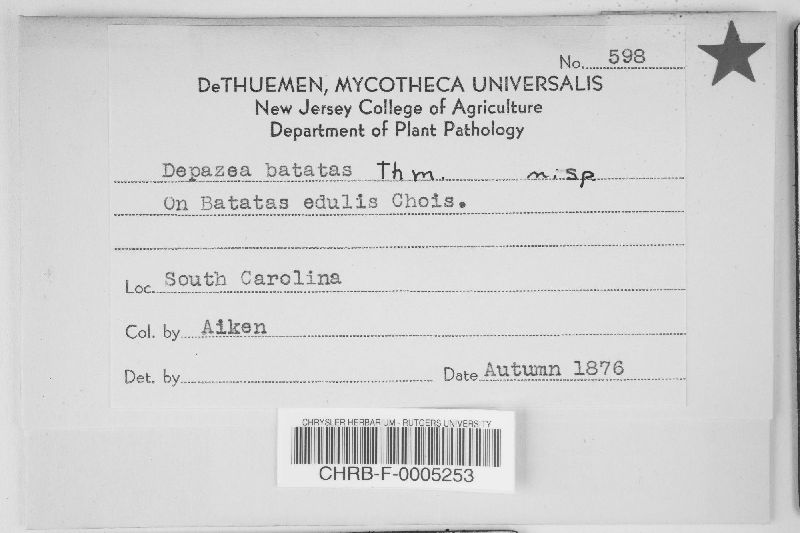 No. 598
DeTHUEMEN, MYCOTHECA UNIVERSALIS
New Jersey College of Agriculture
Department of Plant Pathology
Depazea batatas Thm. n. sp
On Batatas edulis Chois.
Loc. South Carolina
Col. by Aiken
Det. by
Date Autumn 1876
CHRYSLER HERBARIUM - RUTGERS UNIVERSITY
CHRB-F-0005253